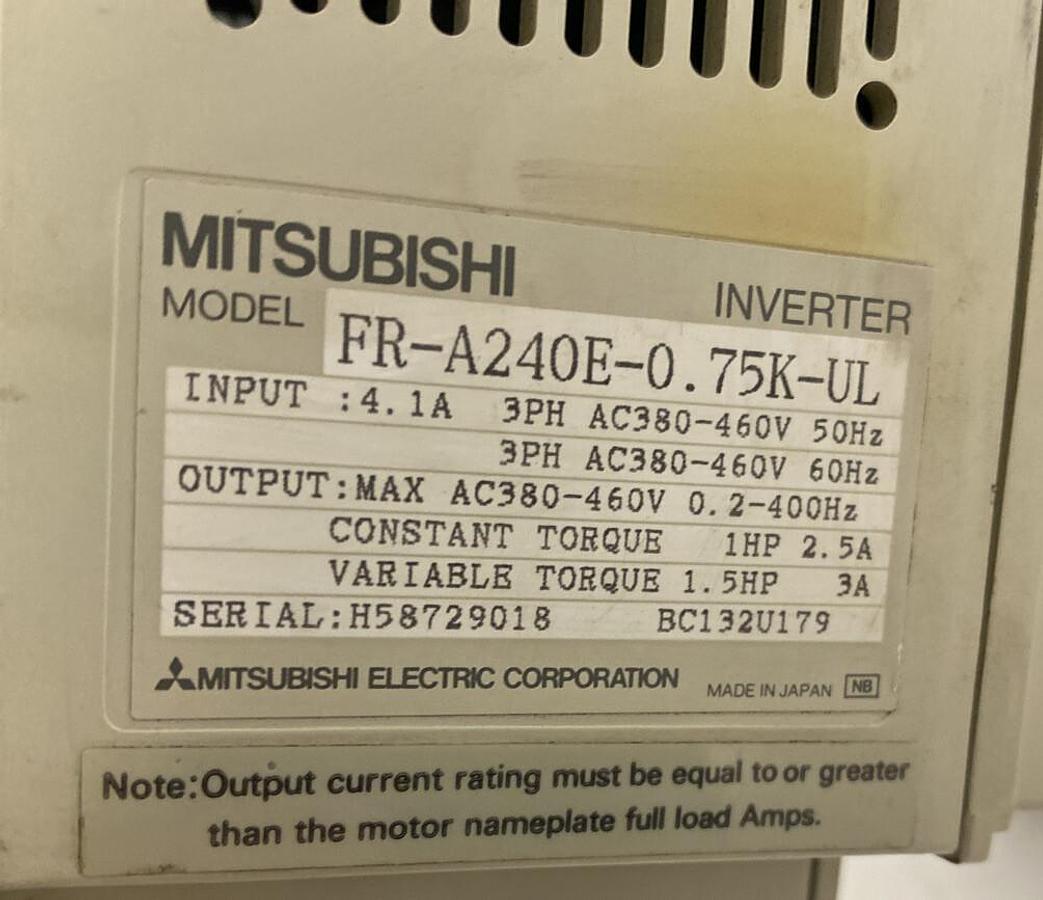 MITSUBISHI
INVERTER
MODEL FR-A240E-0.75K-UL
INPUT :4.1A 3PH AC380-460V 50Hz
3PH AC380-460V 60Hz
OUTPUT:MAX AC380-460V 0.2-400Hz
CONSTANT TORQUE 1HP 2.5A
VARIABLE TORQUE 1.5HP 3A
SERIAL:H58729018 BC132U179
MITSUBISHI ELECTRIC CORPORATION MADE IN JAPAN NB
Note:Output current rating must be equal to or greater
than the motor nameplate full load Amps.